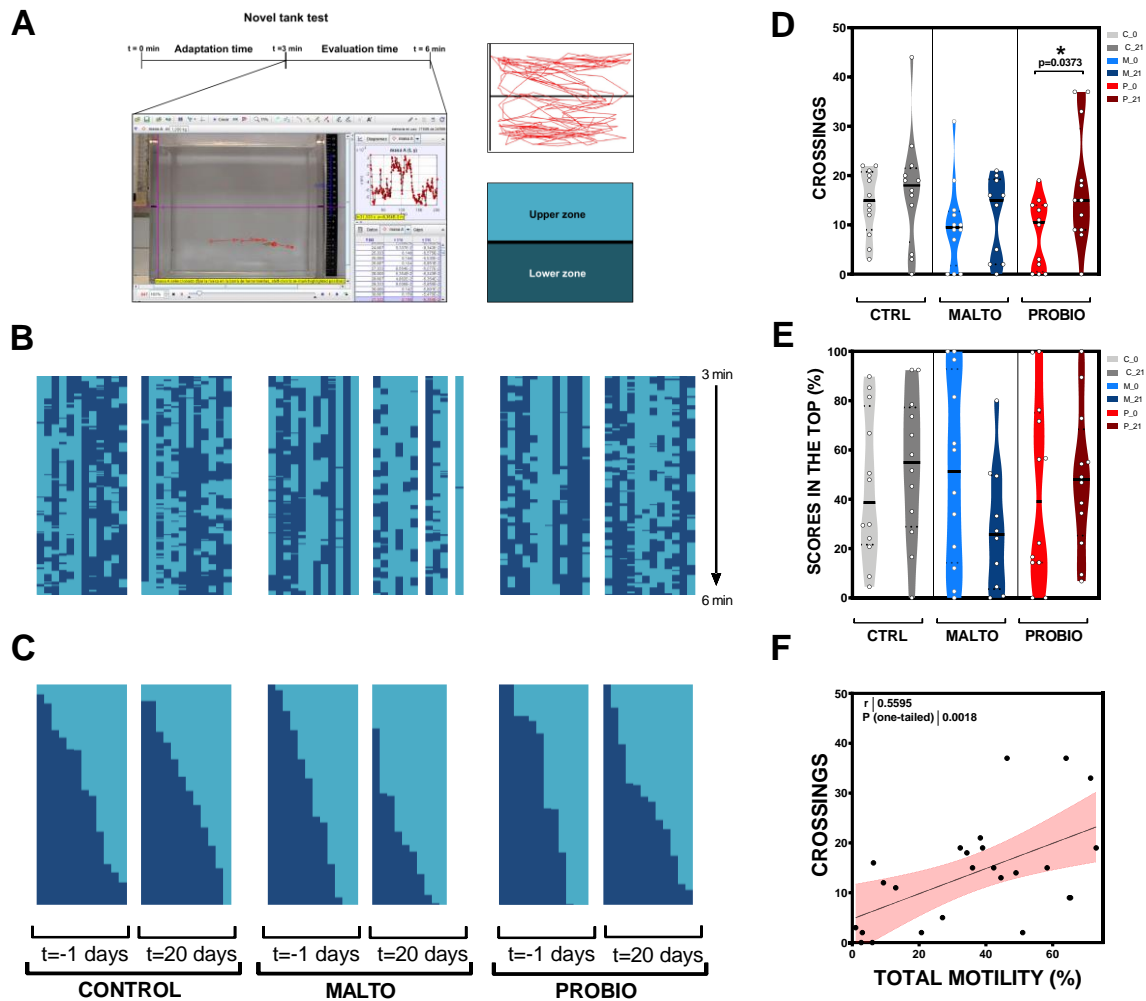 A
Novel tank test
t = 0 min
Adaptation time
t=3 min
Evaluation time
t = 6 min
Upper zone
Lower zone
B
3 min
6 min
C
t=-1 days
t=20 days
t=-1 days
t=20 days
t=-1 days
t=20 days
CONTROL
MALTO
PROBIO
D
CROSSINGS
50
40
30
20
10
0
*
p=0.0373
CTRL
MALTO
PROBIO
C_0
C_21
M_0
M_21
P_0
P_21
E
SCORES IN THE TOP (%)
100
80
60
40
20
0
CTRL
MALTO
PROBIO
C_0
C_21
M_0
M_21
P_0
P_21
F
r | 0.5595
P (one-tailed) | 0.0018
CROSSINGS
50
40
30
20
10
0
0
20
40
60
TOTAL MOTILITY (%)